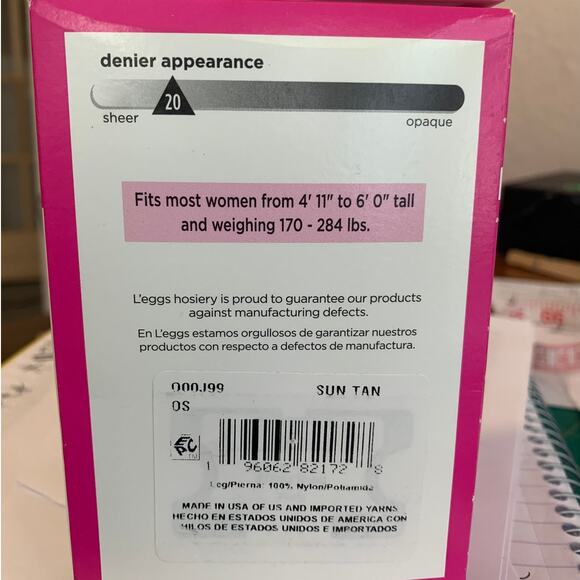 denier appearance
20
sheer
opaque
Fits most women from 4' 11" to 6' 0" tall
and weighing 170 - 284 lbs.
L'eggs hosiery is proud to guarantee our products
against manufacturing defects.
En L'eggs estamos orgullosos de garantizar nuestros
productos con respecto a defectos de manufactura.
Q00J99 SUN TAN
OS
EPC
1 96062 82172 8
Leg/Pierna: 100% Nylon/Poliamida
MADE IN USA OF US AND IMPORTED YARNS
HECHO EN ESTADOS UNIDOS DE AMERICA CON
HILOS DE ESTADOS UNIDOS E IMPORTADOS